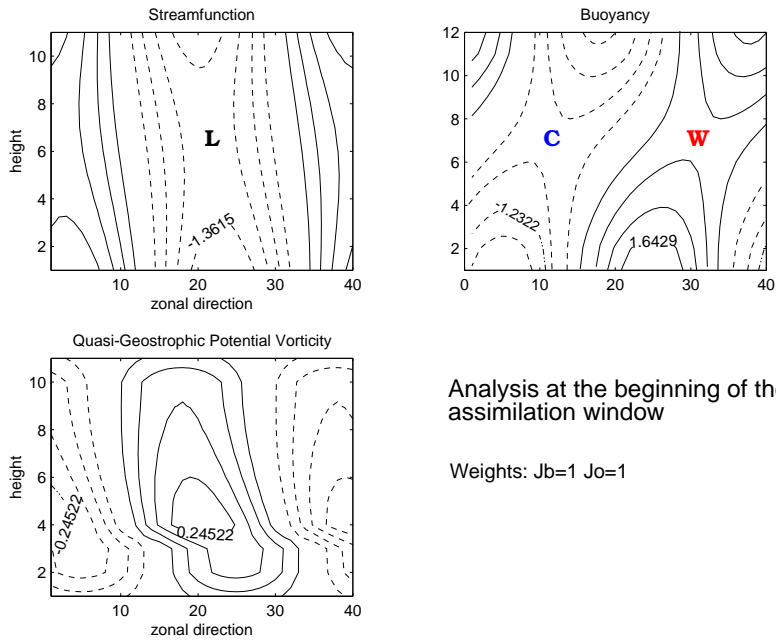 Streamfunction
10
8
6
4
2
height
L
-1.3615
10
20
30
40
zonal direction
Buoyancy
12
10
8
6
4
2
C
W
-1.2322
1.6429
0
10
20
30
40
Quasi-Geostrophic Potential Vorticity
10
8
6
4
2
height
-0.24522
0.24522
10
20
30
40
zonal direction
Analysis at the beginning of the
assimilation window
Weights: Jb=1 Jo=1